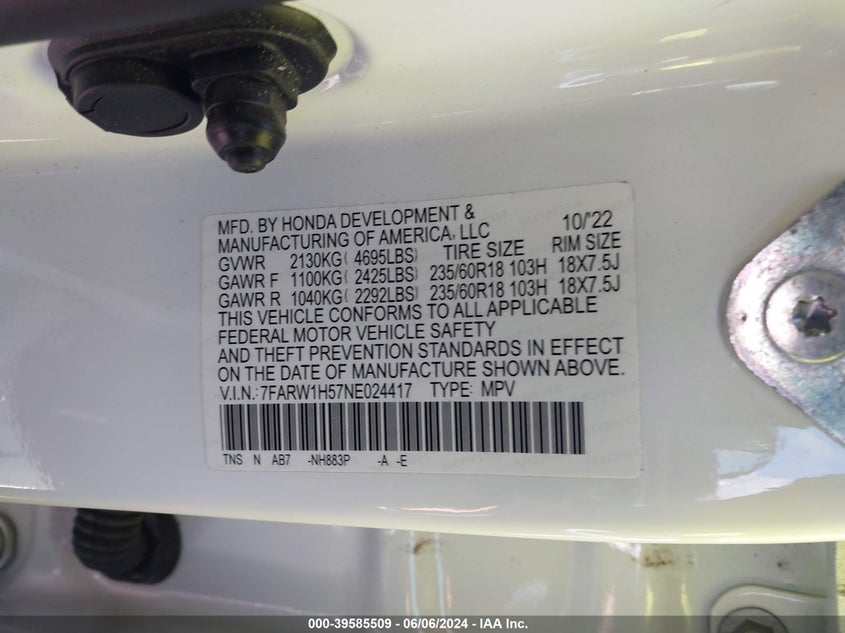 MFD. BY HONDA DEVELOPMENT & 10/'22
MANUFACTURING OF AMERICA, LLC
GVWR 2130KG( 4695LBS) TIRE SIZE RIM SIZE
GAWR F 1100KG( 2425LBS) 235/60R18 103H 18X7.5J
GAWR R 1040KG( 2292LBS) 235/60R18 103H 18X7.5J
THIS VEHICLE CONFORMS TO ALL APPLICABLE
FEDERAL MOTOR VEHICLE SAFETY
AND THEFT PREVENTION STANDARDS IN EFFECT
ON THE DATE OF MANUFACTURE SHOWN ABOVE.
V.I.N.: 7FARW1H57NE024417 TYPE: MPV
TNS N AB7 -NH883P -A -E
000-39585509 - 06/06/2024 - IAA Inc.